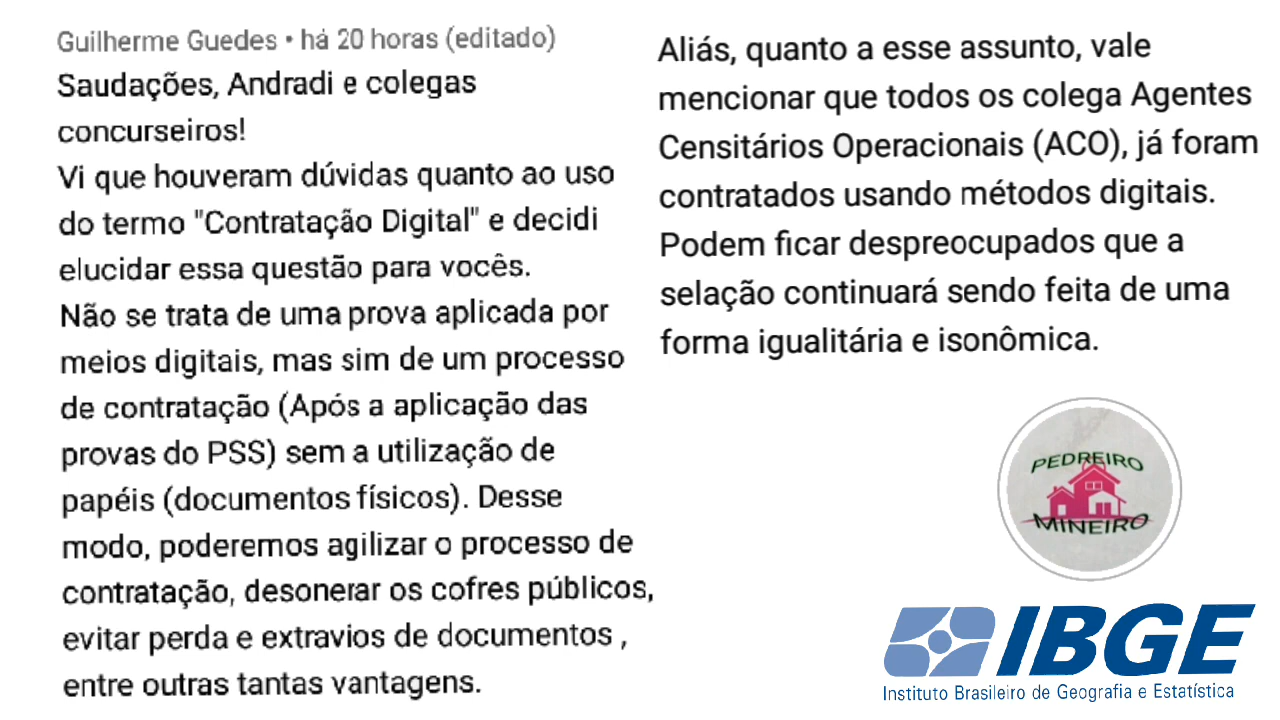 Guilherme Guedes • há 20 horas (editado)
Saudações, Andradi e colegas
concurseiros!
Vi que houveram dúvidas quanto ao uso
do termo "Contratação Digital" e decidi
elucidar essa questão para vocês.
Não se trata de uma prova aplicada por
meios digitais, mas sim de um processo
de contratação (Após a aplicação das
provas do PSS) sem a utilização de
papéis (documentos físicos). Desse
modo, poderemos agilizar o processo de
contratação, desonerar os cofres públicos,
evitar perda e extravios de documentos ,
entre outras tantas vantagens.
Aliás, quanto a esse assunto, vale
mencionar que todos os colega Agentes
Censitários Operacionais (ACO), já foram
contratados usando métodos digitais.
Podem ficar despreocupados que a
selação continuará sendo feita de uma
forma igualitária e isonômica.
PEDREIRO
MINEIRO
IBGE
Instituto Brasileiro de Geografia e Estatística